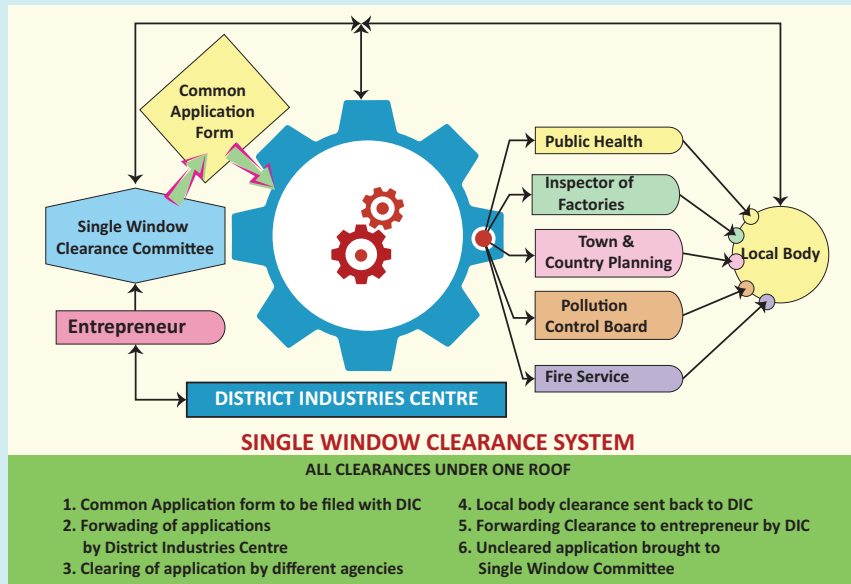 Common
Application
Form
Single Window
Clearance Committee
Entrepreneur
Public Health
Inspector of
Factories
Town &
Country Planning
Pollution
Control Board
Fire Service
Local Body
DISTRICT INDUSTRIES CENTRE
SINGLE WINDOW CLEARANCE SYSTEM
ALL CLEARANCES UNDER ONE ROOF
1. Common Application form to be filed with DIC
2. Forwading of applications
by District Industries Centre
3. Clearing of application by different agencies
4. Local body clearance sent back to DIC
5. Forwarding Clearance to entrepreneur by DIC
6. Uncleared application brought to
Single Window Committee